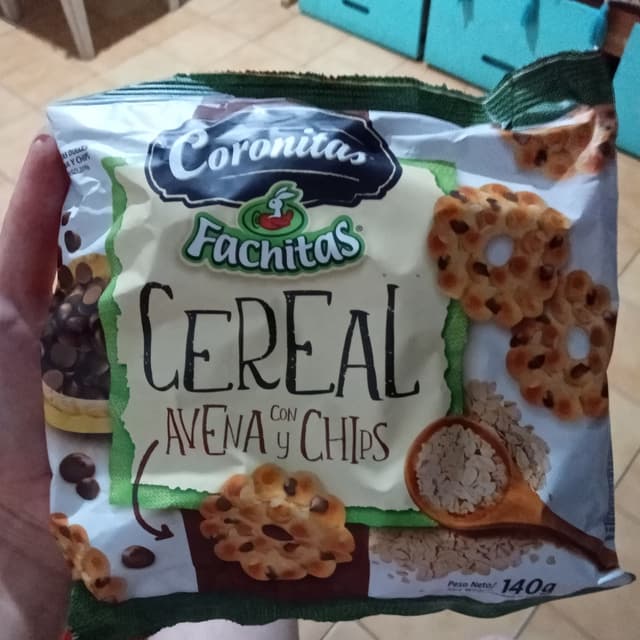 Coronitas
Fachitas
CEREAL
AVENA CON y CHIPS
Peso Neto/ 140g